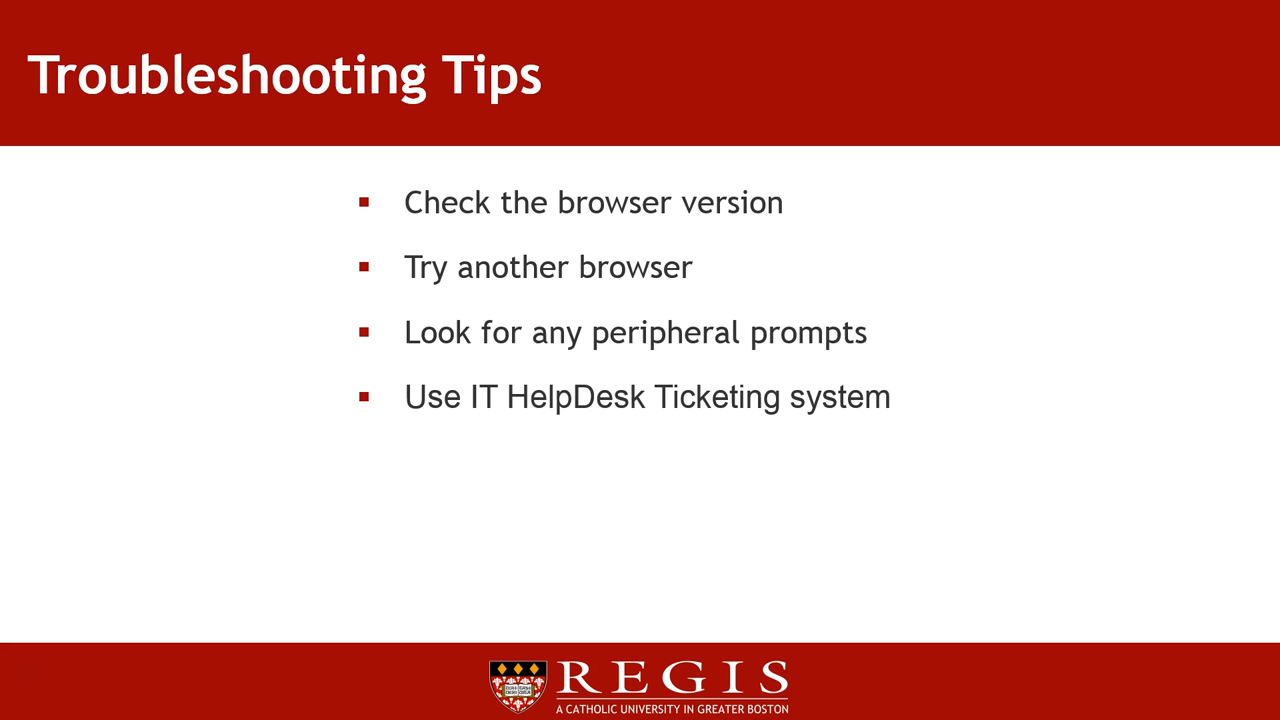 Troubleshooting Tips
Check the browser version
Try another browser
Look for any peripheral prompts
Use IT HelpDesk Ticketing system
REGIS
A CATHOLIC UNIVERSITY IN GREATER BOSTON